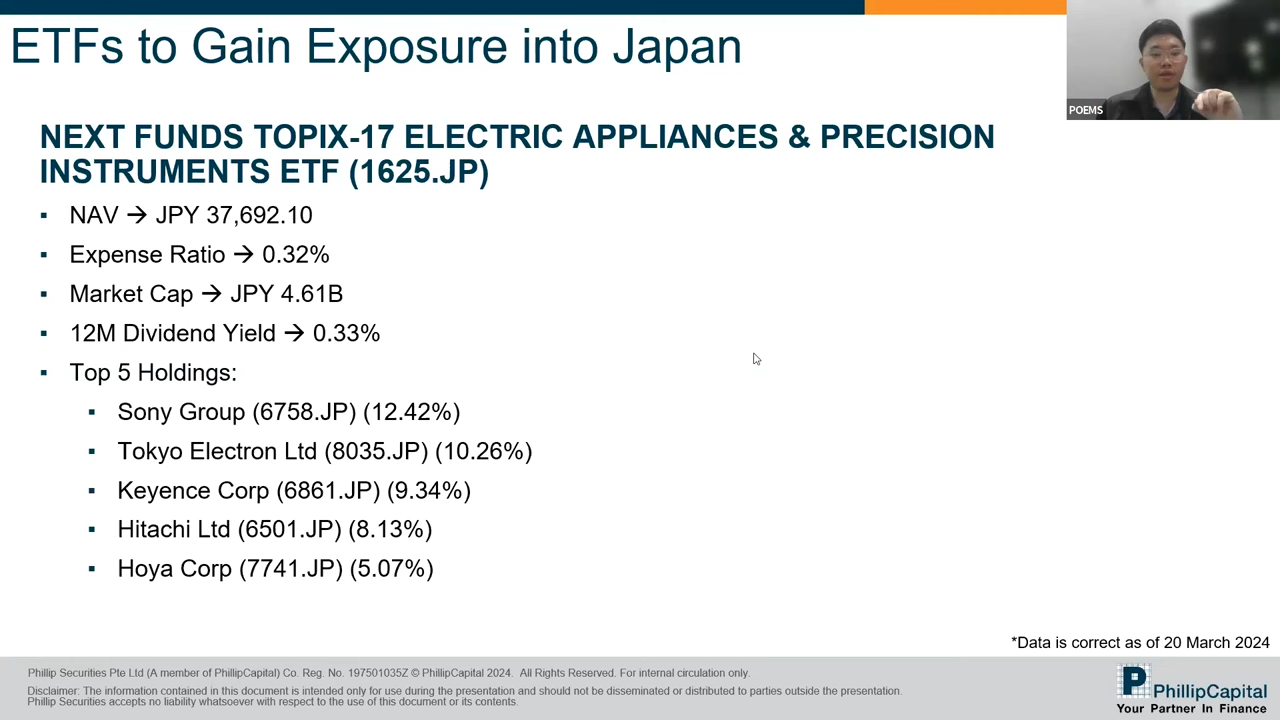 ETFs to Gain Exposure into Japan
POEMS
NEXT FUNDS TOPIX-17 ELECTRIC APPLIANCES & PRECISION
INSTRUMENTS ETF (1625.JP)
▪ NAV → JPY 37,692.10
▪ Expense Ratio → 0.32%
▪ Market Cap → JPY 4.61B
▪ 12M Dividend Yield → 0.33%
▪ Top 5 Holdings:
▪ Sony Group (6758.JP) (12.42%)
▪ Tokyo Electron Ltd (8035.JP) (10.26%)
▪ Keyence Corp (6861.JP) (9.34%)
▪ Hitachi Ltd (6501.JP) (8.13%)
▪ Hoya Corp (7741.JP) (5.07%)
*Data is correct as of 20 March 2024
Phillip Securities Pte Ltd (A member of PhillipCapital) Co. Reg. No. 197501035Z © PhillipCapital 2024. All Rights Reserved. For internal circulation only.
Disclaimer: The information contained in this document is intended only for use during the presentation and should not be disseminated or distributed to parties outside the presentation.
Phillip Securities accepts no liability whatsoever with respect to the use of this document or its contents.
PhillipCapital
Your Partner In Finance